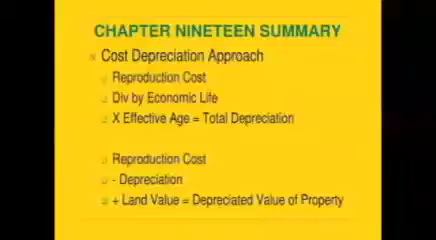 CHAPTER NINETEEN SUMMARY
Cost Depreciation Approach
Reproduction Cost
Div by Economic Life
X Effective Age = Total Depreciation
Reproduction Cost
- Depreciation
+ Land Value = Depreciated Value of Property